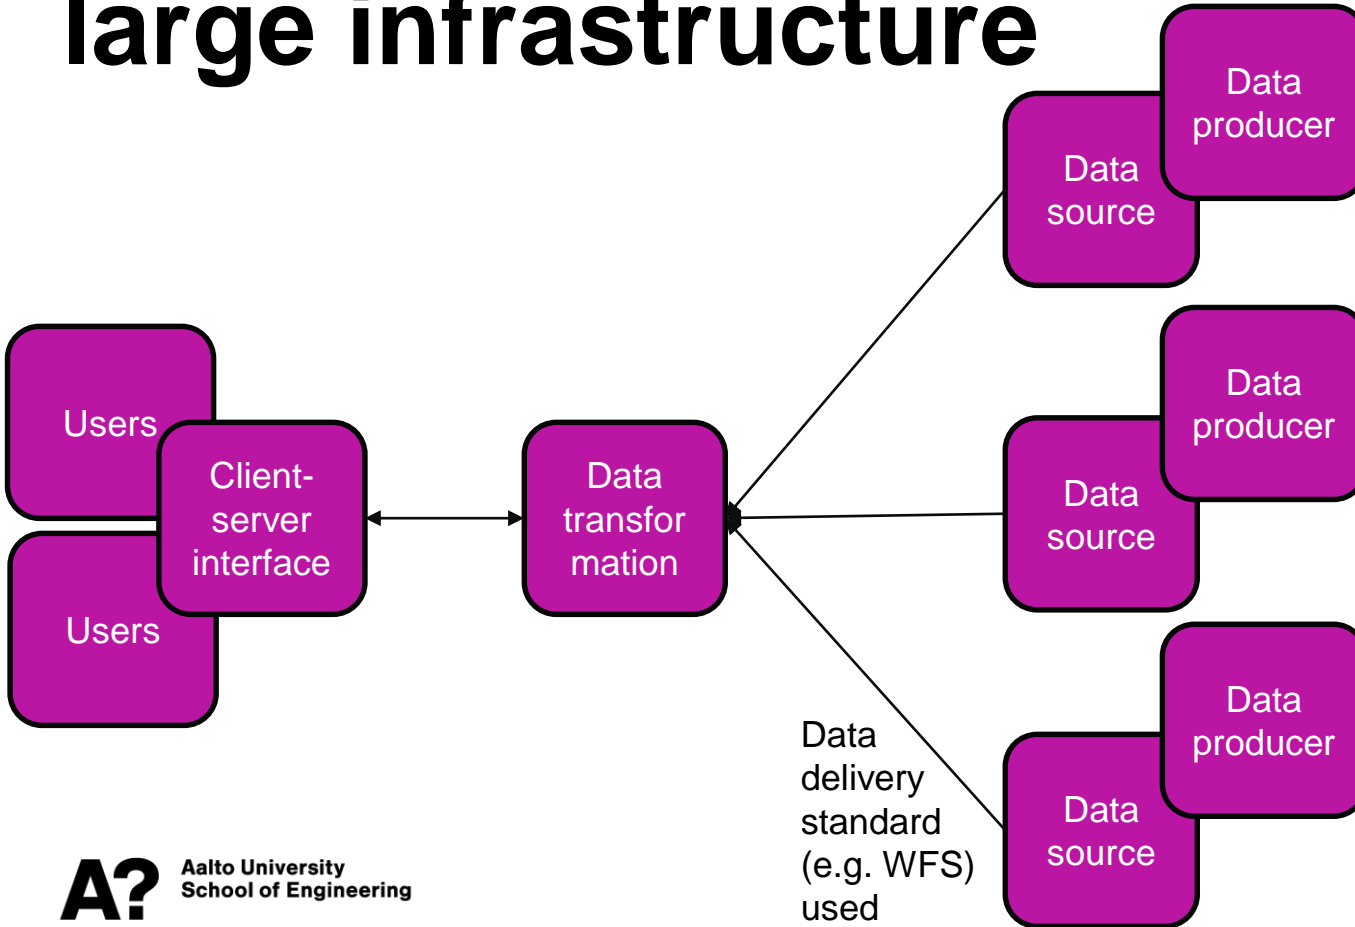 large infrastructure
Data
producer
Data
source
Data
producer
Users
Client-
server
interface
Data
transfor
mation
Data
source
Users
Data
producer
Data
delivery
standard
(e.g. WFS)
used
Data
source
A?
Aalto University
School of Engineering